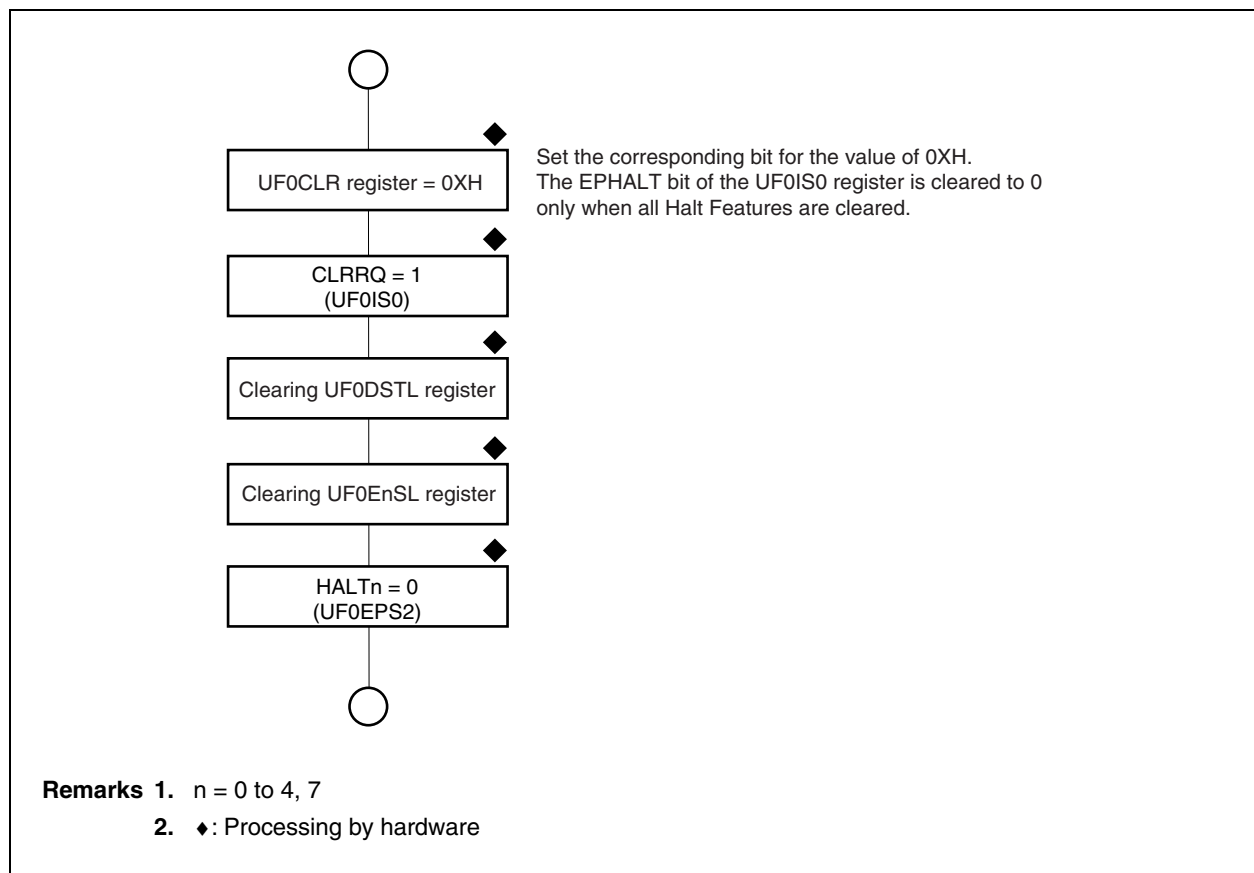 UF0CLR register = 0XH
Set the corresponding bit for the value of 0XH.
The EPHALT bit of the UF0IS0 register is cleared to 0
only when all Halt Features are cleared.
CLRRQ = 1
(UF0IS0)
Clearing UF0DSTL register
Clearing UF0EnSL register
HALTn = 0
(UF0EPS2)
Remarks 1. n = 0 to 4, 7
2. ♦: Processing by hardware